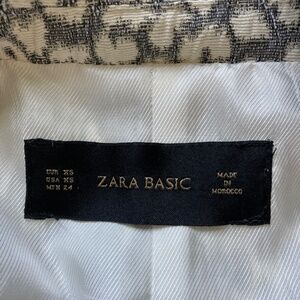 EUR XS
USA XS
MEX 24
ZARA BASIC
MADE
IN
MOROCCO